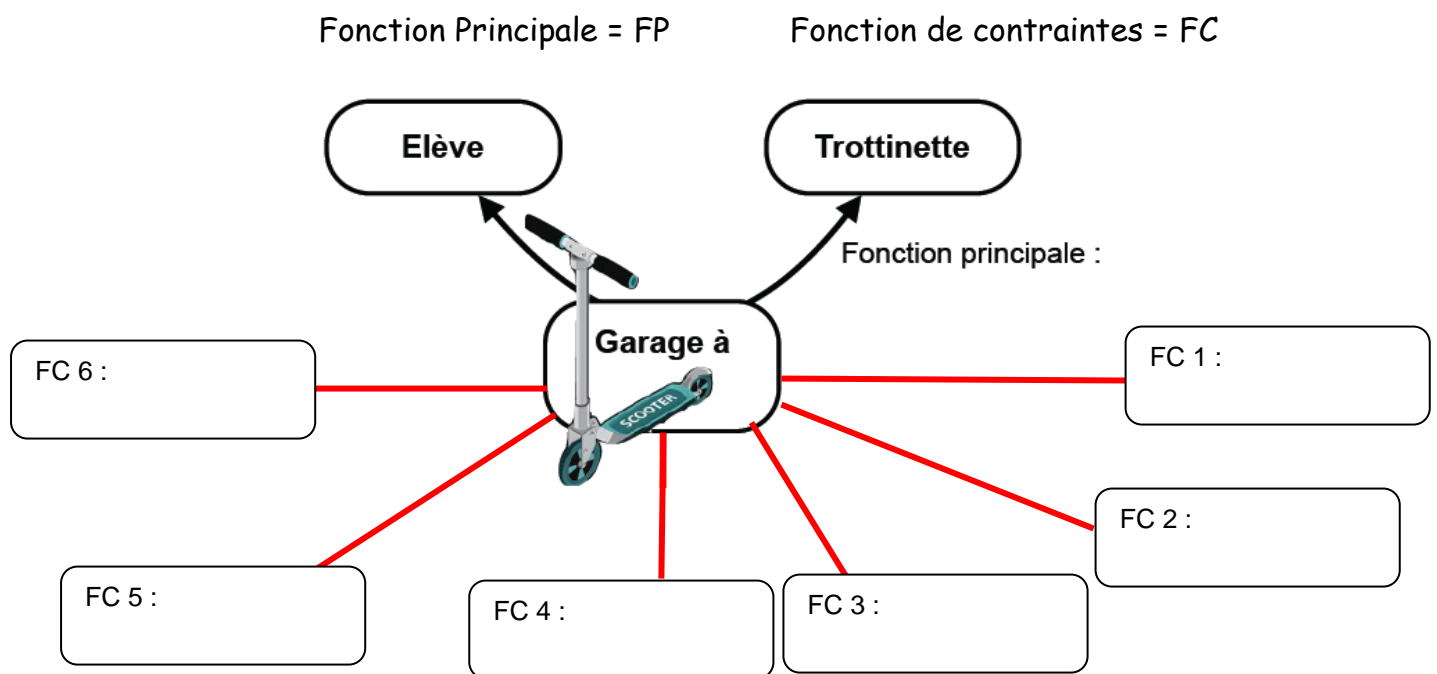 Fonction Principale = FP Fonction de contraintes = FC
Elève
Trottinette
Fonction principale :
Garage à
SCOOTER
FC 6 :
FC 1 :
FC 2 :
FC 5 :
FC 4 :
FC 3 :